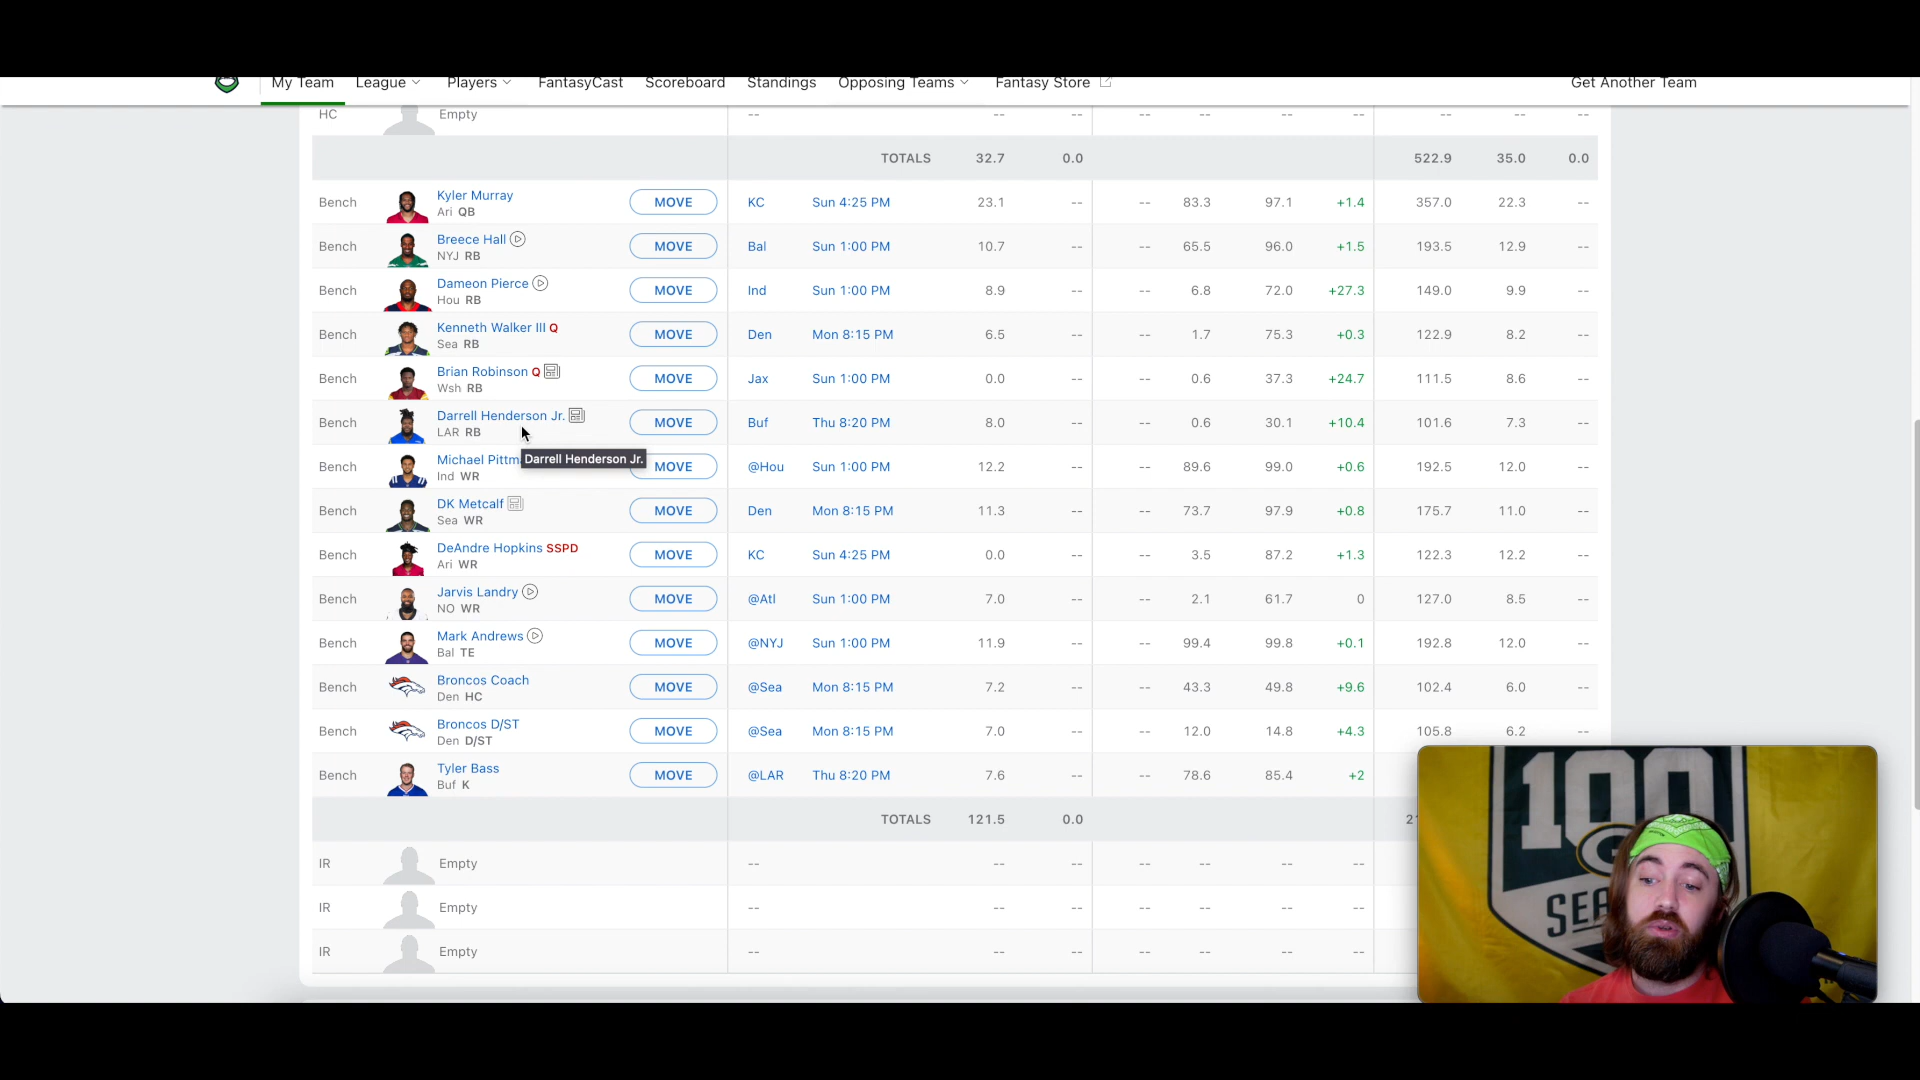 My Team League Players FantasyCast Scoreboard Standings Opposing Teams Fantasy Store Get Another Team
HC Empty -- -- -- -- -- -- -- -- -- --
TOTALS 32.7 0.0 522.9 35.0 0.0
Bench Kyler Murray Ari QB MOVE KC Sun 4:25 PM 23.1 -- -- 83.3 97.1 +1.4 357.0 22.3 --
Bench Breece Hall NYJ RB MOVE Bal Sun 1:00 PM 10.7 -- -- 65.5 96.0 +1.5 193.5 12.9 --
Bench Dameon Pierce Hou RB MOVE Ind Sun 1:00 PM 8.9 -- -- 6.8 72.0 +27.3 149.0 9.9 --
Bench Kenneth Walker III Q Sea RB MOVE Den Mon 8:15 PM 6.5 -- -- 1.7 75.3 +0.3 122.9 8.2 --
Bench Brian Robinson Q Wsh RB MOVE Jax Sun 1:00 PM 0.0 -- -- 0.6 37.3 +24.7 111.5 8.6 --
Bench Darrell Henderson Jr. LAR RB MOVE Buf Thu 8:20 PM 8.0 -- -- 0.6 30.1 +10.4 101.6 7.3 --
Darrell Henderson Jr.
Bench Michael Pittm Ind WR MOVE @Hou Sun 1:00 PM 12.2 -- -- 89.6 99.0 +0.6 192.5 12.0 --
Bench DK Metcalf Sea WR MOVE Den Mon 8:15 PM 11.3 -- -- 73.7 97.9 +0.8 175.7 11.0 --
Bench DeAndre Hopkins SSPD Ari WR MOVE KC Sun 4:25 PM 0.0 -- -- 3.5 87.2 +1.3 122.3 12.2 --
Bench Jarvis Landry NO WR MOVE @Atl Sun 1:00 PM 7.0 -- -- 2.1 61.7 0 127.0 8.5 --
Bench Mark Andrews Bal TE MOVE @NYJ Sun 1:00 PM 11.9 -- -- 99.4 99.8 +0.1 192.8 12.0 --
Bench Broncos Coach Den HC MOVE @Sea Mon 8:15 PM 7.2 -- -- 43.3 49.8 +9.6 102.4 6.0 --
Bench Broncos D/ST Den D/ST MOVE @Sea Mon 8:15 PM 7.0 -- -- 12.0 14.8 +4.3 105.8 6.2 --
Bench Tyler Bass Buf K MOVE @LAR Thu 8:20 PM 7.6 -- -- 78.6 85.4 +2
TOTALS 121.5 0.0
IR Empty -- -- -- -- -- -- --
IR Empty -- -- -- -- -- -- --
IR Empty -- -- -- -- -- -- --
100
G
SEA